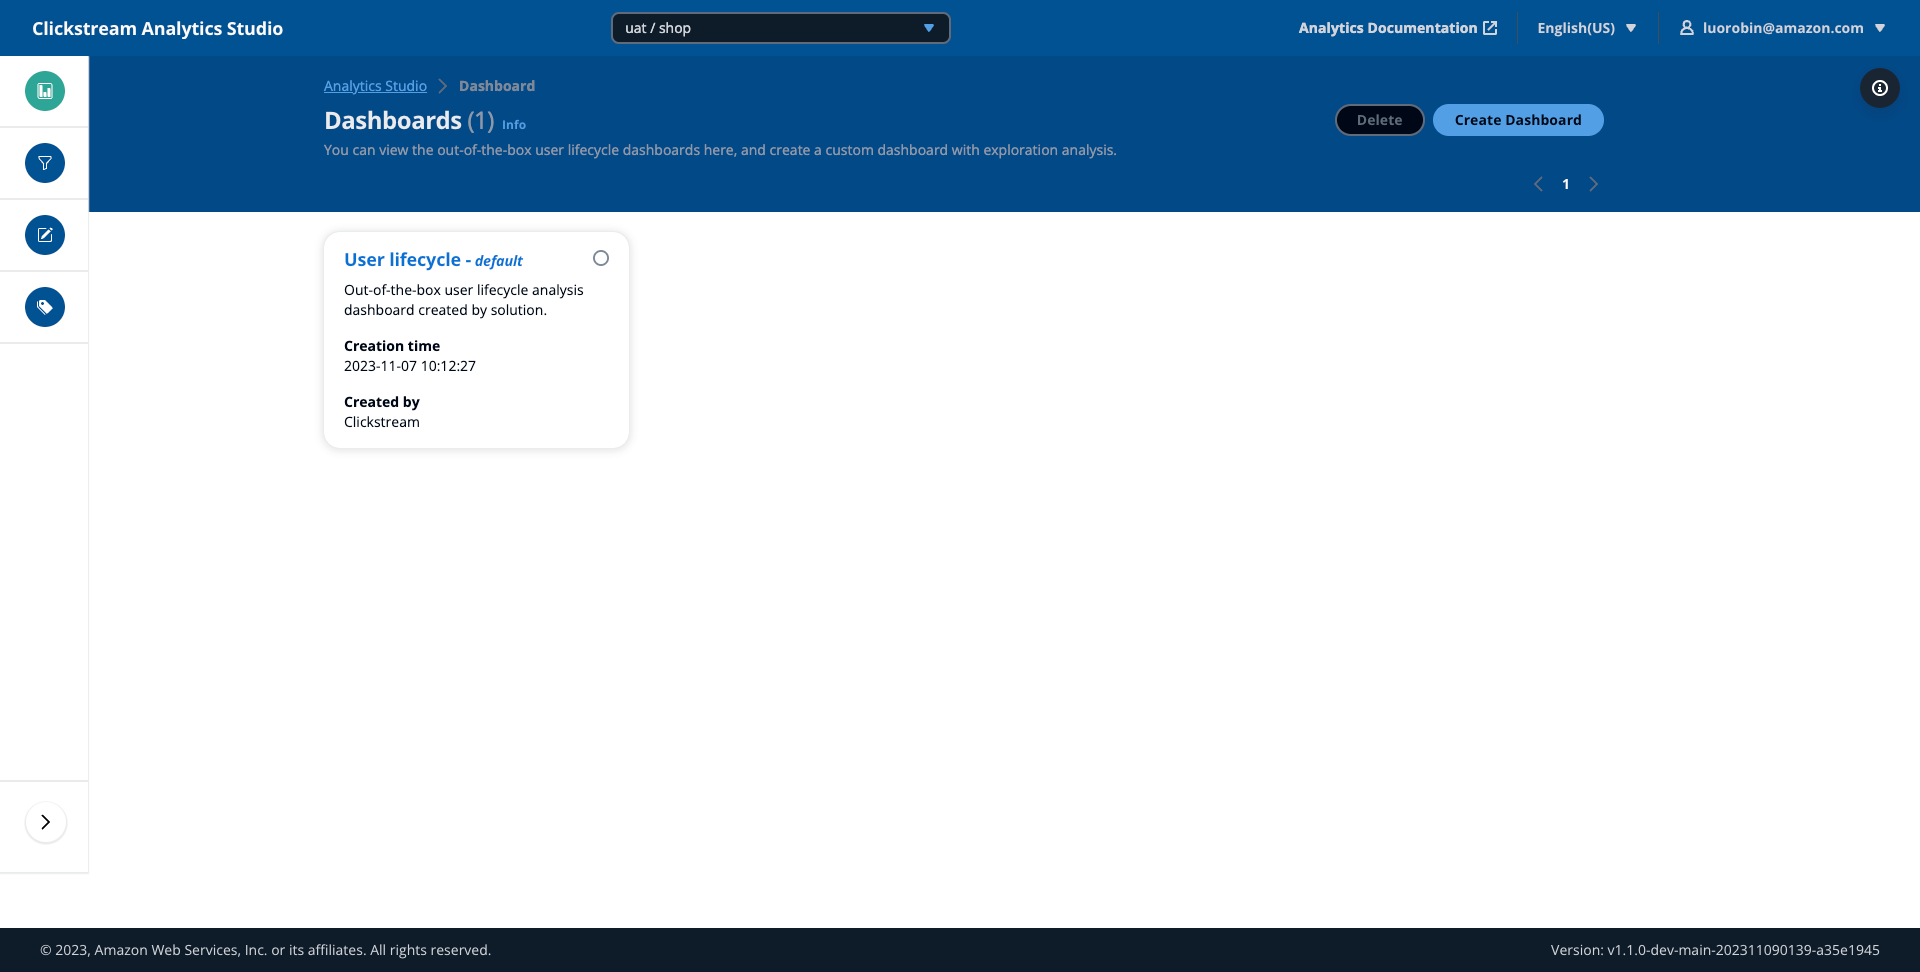 Clickstream Analytics Studio
uat / shop
Analytics Documentation
English(US)
luorobin@amazon.com
Analytics Studio
Dashboard
Dashboards (1) Info
Delete
Create Dashboard
You can view the out-of-the-box user lifecycle dashboards here, and create a custom dashboard with exploration analysis.
1
User lifecycle - default
Out-of-the-box user lifecycle analysis
dashboard created by solution.
Creation time
2023-11-07 10:12:27
Created by
Clickstream
© 2023, Amazon Web Services, Inc. or its affiliates. All rights reserved.
Version: v1.1.0-dev-main-202311090139-a35e1945